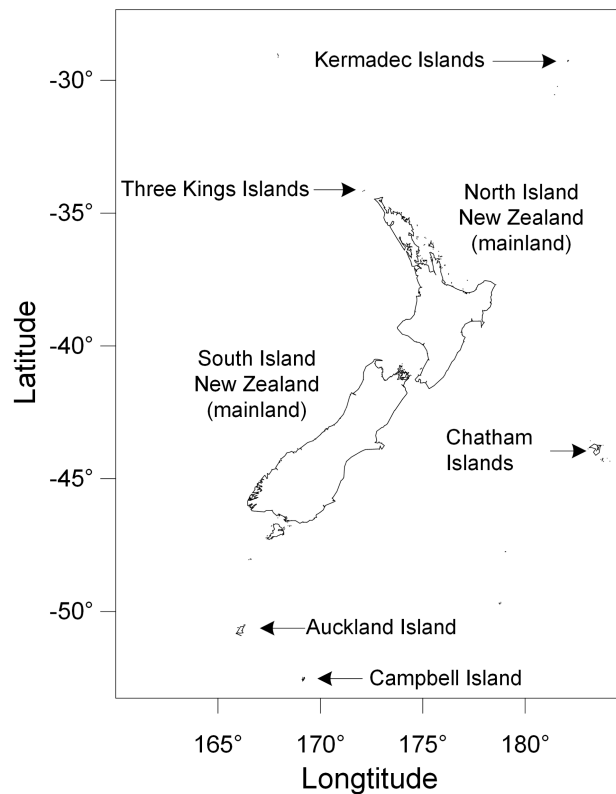 Kermadec Islands
-30°
Three Kings Islands
North Island
New Zealand
(mainland)
-35°
Latitude
-40°
South Island
New Zealand
(mainland)
Chatham
Islands
-45°
-50°
Auckland Island
Campbell Island
165°
170°
175°
180°
Longtitude